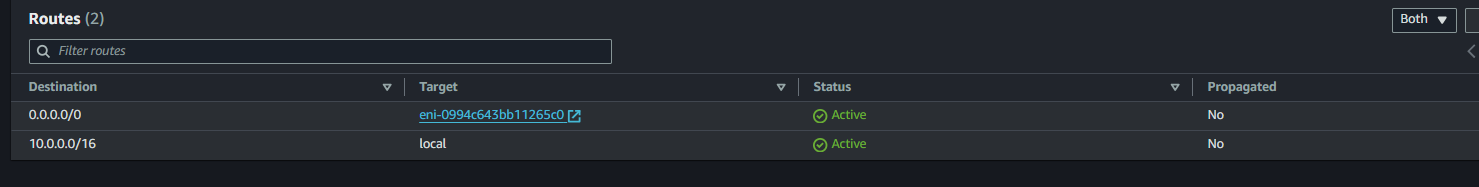 Routes (2)
Both
Filter routes
Destination Target Status Propagated
0.0.0.0/0 eni-0994c643bb11265c0 Active No
10.0.0.0/16 local Active No